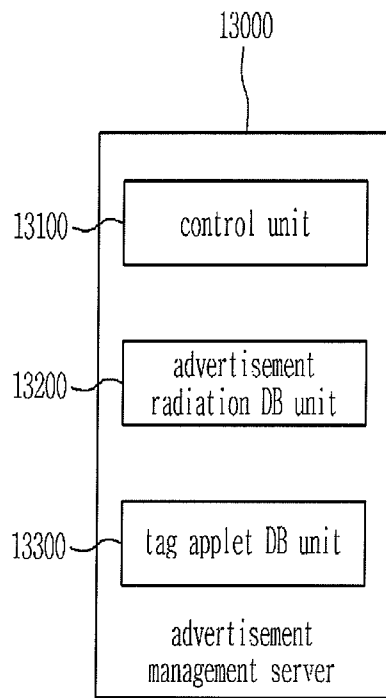 13000
13100
control unit
13200
advertisement
radiation DB unit
13300
tag applet DB unit
advertisement
management server